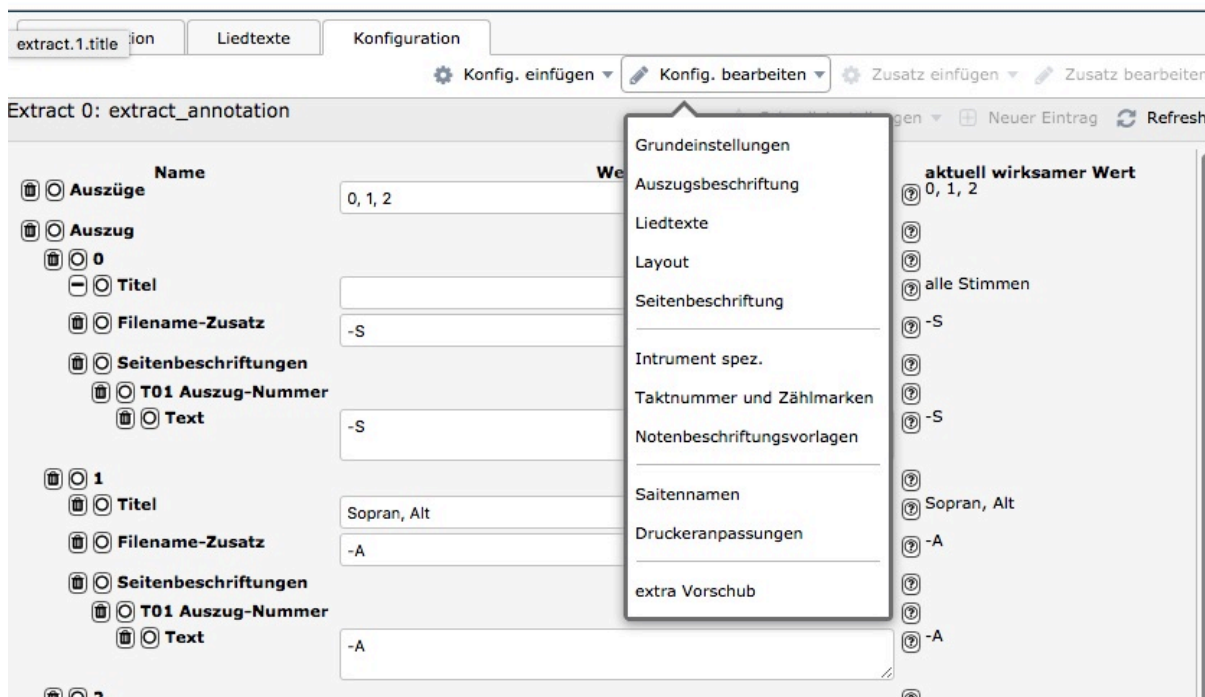 extract.1.title ion Liedtexte Konfiguration
Konfig. einfügen Konfig. bearbeiten Zusatz einfügen Zusatz bearbeiten
Extract 0: extract_annotation
Neuer Eintrag Refresh
Name We aktuell wirksamer Wert
Auszüge 0, 1, 2 0, 1, 2
Auszug
0
Titel alle Stimmen
Filename-Zusatz -S -S
Seitenbeschriftungen
T01 Auszug-Nummer
Text -S -S
1
Titel Sopran, Alt Sopran, Alt
Filename-Zusatz -A -A
Seitenbeschriftungen
T01 Auszug-Nummer
Text -A -A
Grundeinstellungen
Auszugsbeschriftung
Liedtexte
Layout
Seitenbeschriftung
Intrument spez.
Taktnummer und Zählmarken
Notenbeschriftungsvorlagen
Saitennamen
Druckeranpassungen
extra Vorschub